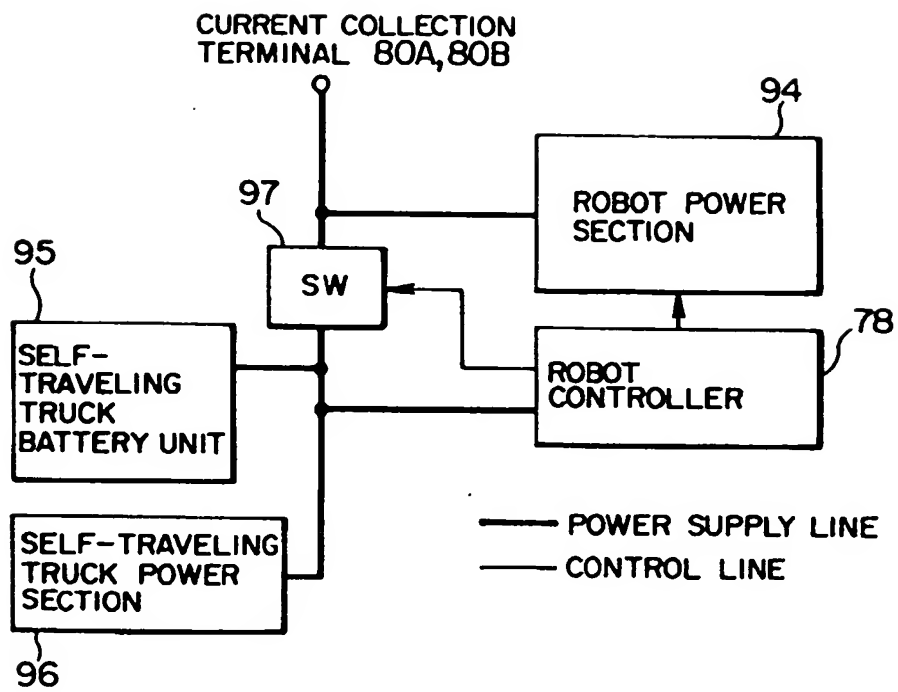 CURRENT COLLECTION
TERMINAL 80A, 80B
94
ROBOT POWER
SECTION
97
SW
95
SELF-
TRAVELING
TRUCK
BATTERY UNIT
78
ROBOT
CONTROLLER
POWER SUPPLY LINE
CONTROL LINE
SELF-TRAVELING
TRUCK POWER
SECTION
96